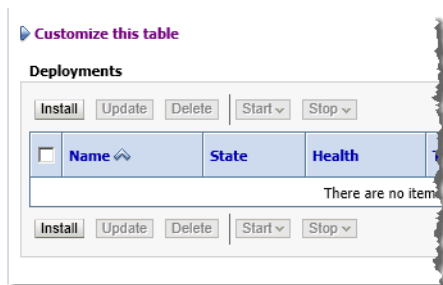 Customize this table
Deployments
Install Update Delete Start Stop
Name State Health
There are no item
Install Update Delete Start Stop